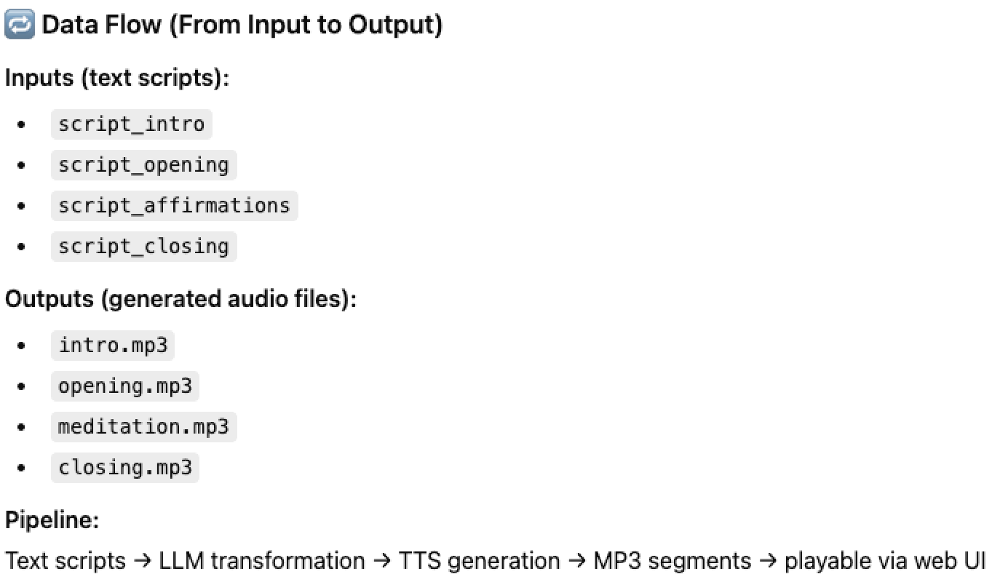 Data Flow (From Input to Output)
Inputs (text scripts):
script_intro
script_opening
script_affirmations
script_closing
Outputs (generated audio files):
intro.mp3
opening.mp3
meditation.mp3
closing.mp3
Pipeline:
Text scripts → LLM transformation → TTS generation → MP3 segments → playable via web UI